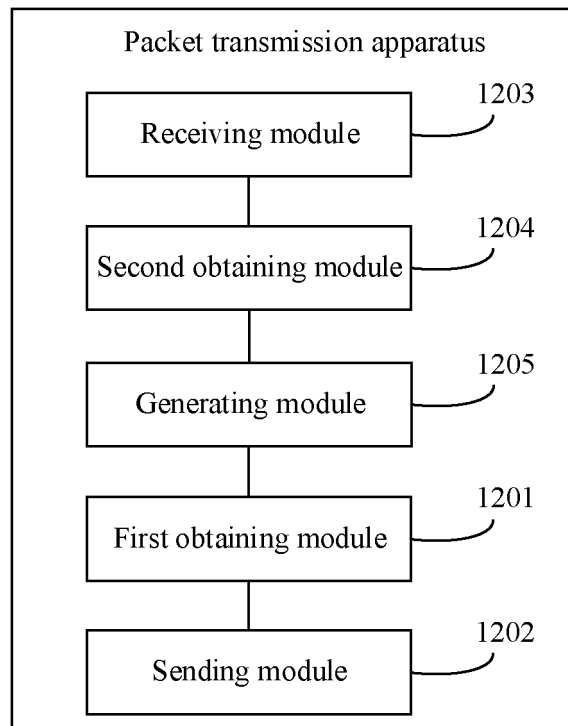 Packet transmission apparatus
1203
Receiving module
1204
Second obtaining module
1205
Generating module
1201
First obtaining module
1202
Sending module